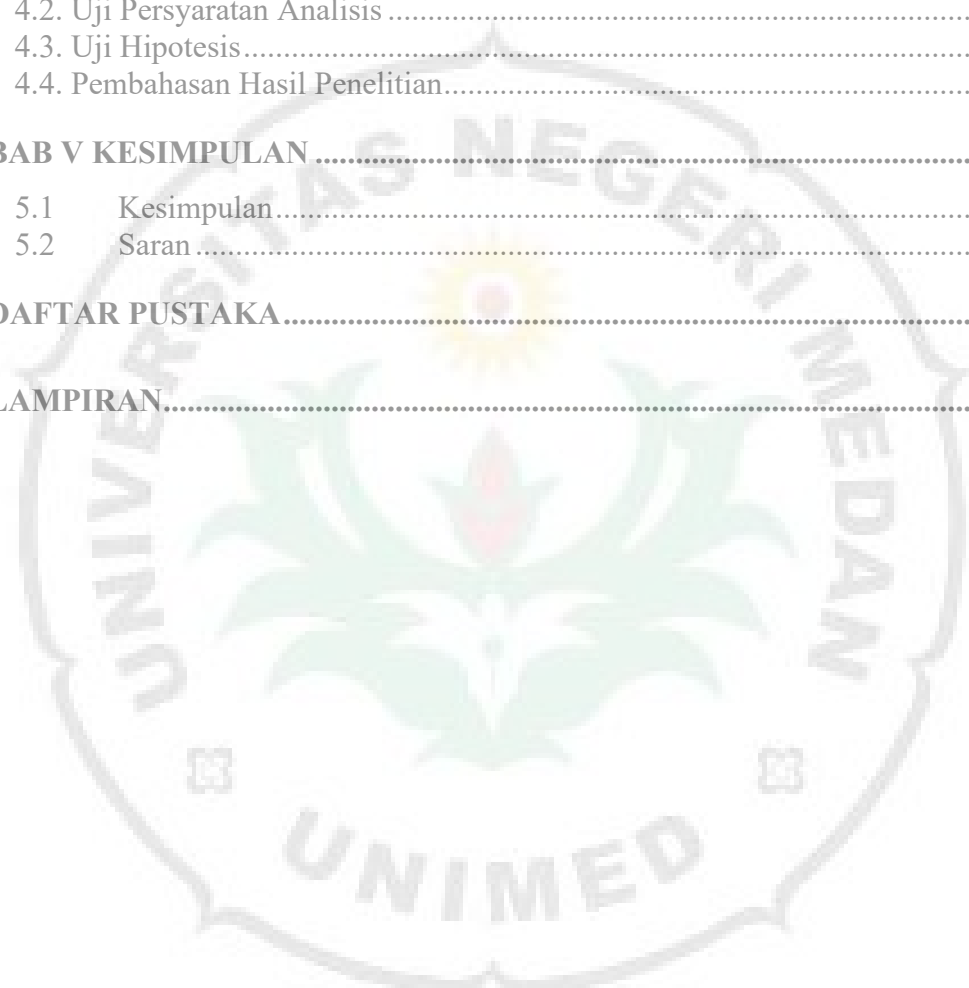 4.2. Uji Persyaratan Analisis
4.3. Uji Hipotesis
4.4. Pembahasan Hasil Penelitian
BAB V KESIMPULAN
5.1 Kesimpulan
5.2 Saran
DAFTAR PUSTAKA
LAMPIRAN
UNIVERSITAS NEGERI MEDAN
UNIMED